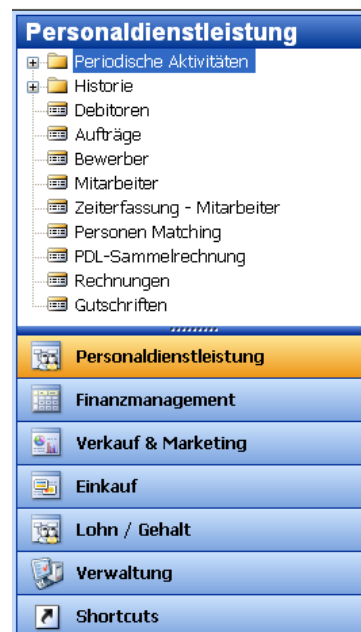 Personaldienstleistung
Periodische Aktivitäten
Historie
Debitoren
Aufträge
Bewerber
Mitarbeiter
Zeiterfassung - Mitarbeiter
Personen Matching
PDL-Sammelrechnung
Rechnungen
Gutschriften
Personaldienstleistung
Finanzmanagement
Verkauf & Marketing
Einkauf
Lohn / Gehalt
Verwaltung
Shortcuts